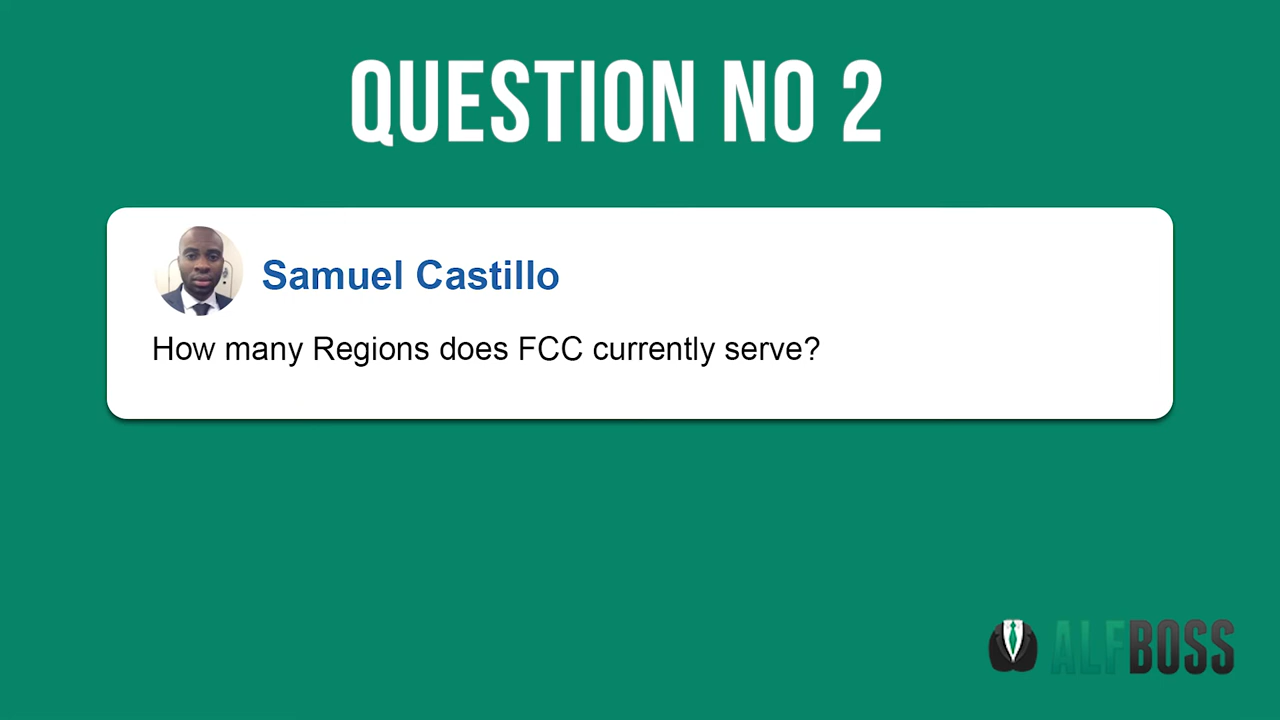 QUESTION NO 2
Samuel Castillo
How many Regions does FCC currently serve?
ALFBOSS